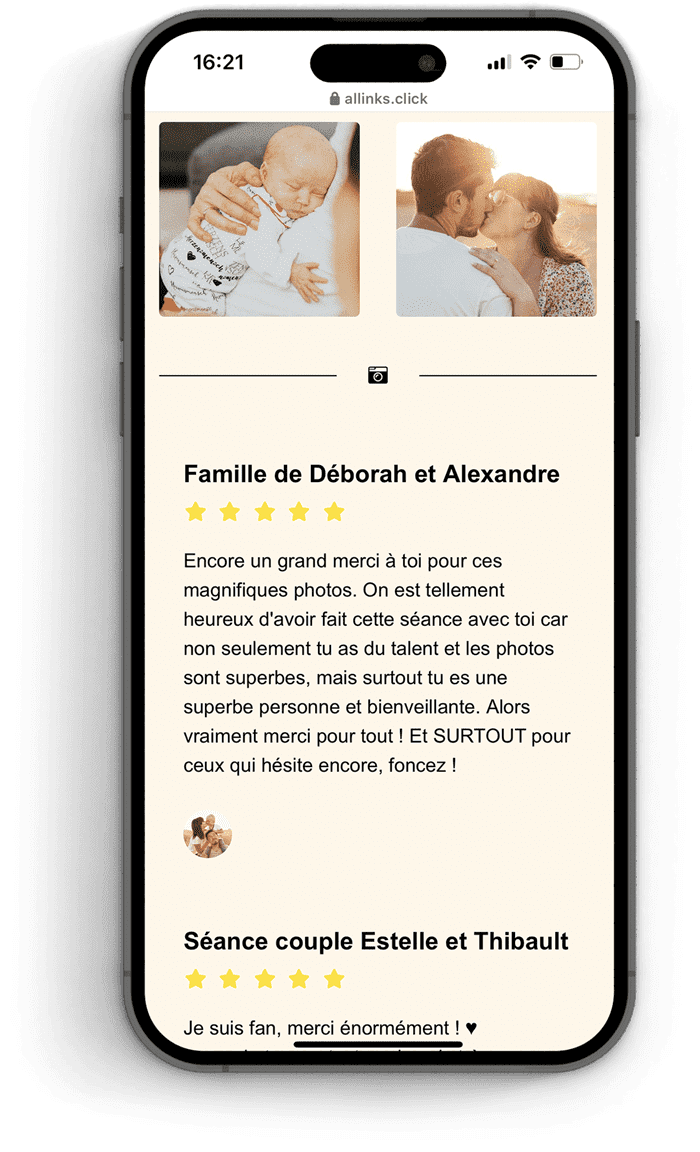 16:21
allinks.click
Famille de Déborah et Alexandre
Encore un grand merci à toi pour ces
magnifiques photos. On est tellement
heureux d'avoir fait cette séance avec toi car
non seulement tu as du talent et les photos
sont superbes, mais surtout tu es une
superbe personne et bienveillante. Alors
vraiment merci pour tout ! Et SURTOUT pour
ceux qui hésite encore, foncez !
Séance couple Estelle et Thibault
Je suis fan, merci énormément ! ♥